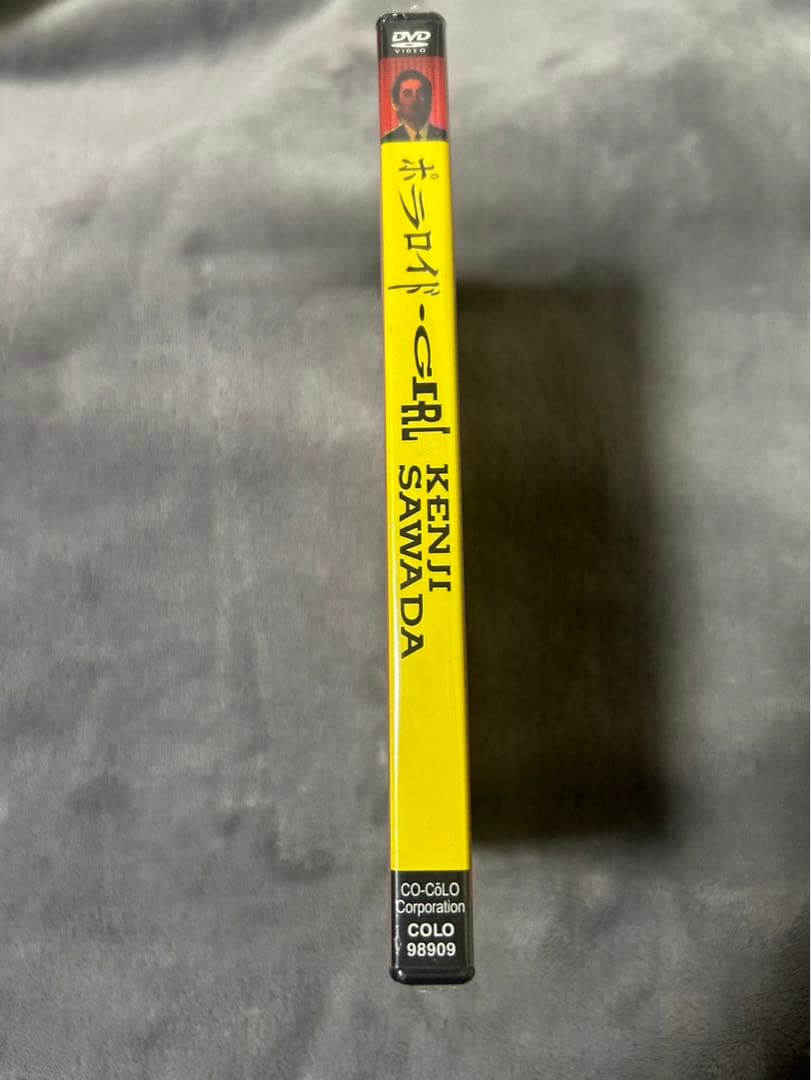 DVD
VIDEO
ポラロイド・GIRL
KENJI
SAWADA
CO-CōLO
Corporation
COLO
98909